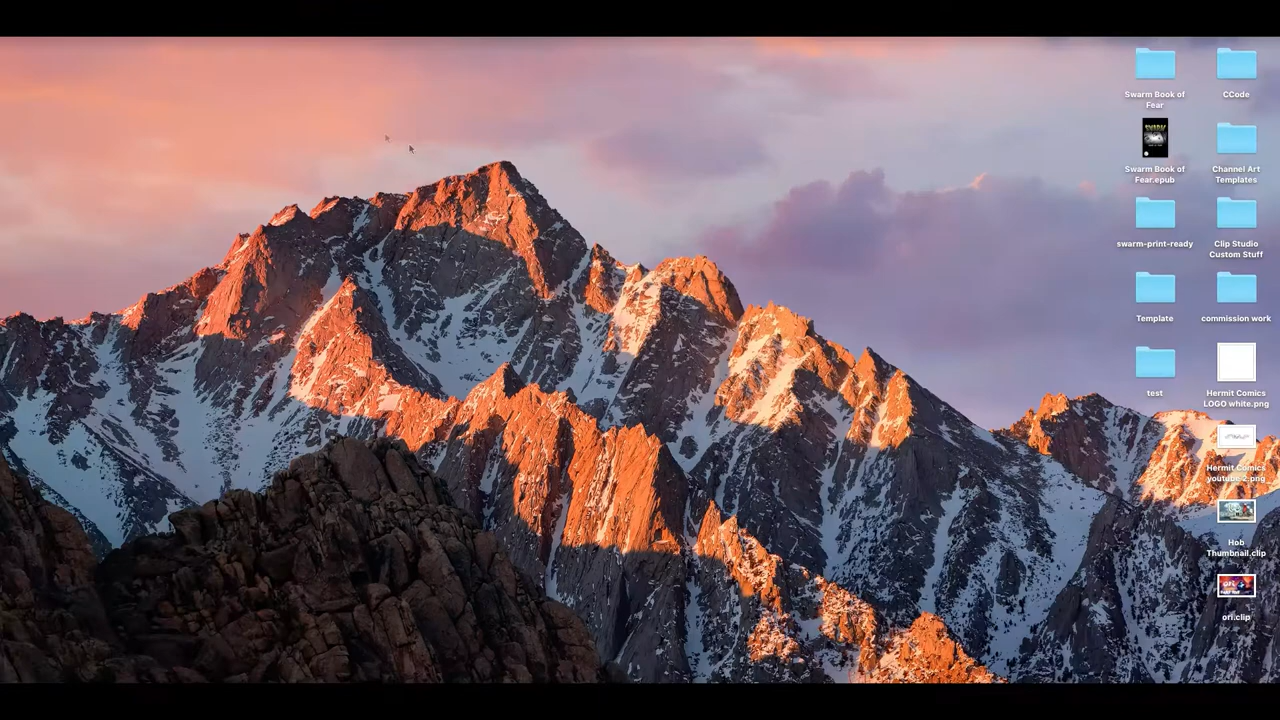 Swarm Book of
Fear
CCode
Swarm Book of
Fear.epub
Channel Art
Templates
swarm-print-ready
Clip Studio
Custom Stuff
Template
commission work
test
Hermit Comics
LOGO white.png
Hermit Comics
youtube 2.png
Hob
Thumbnail.clip
ori.clip